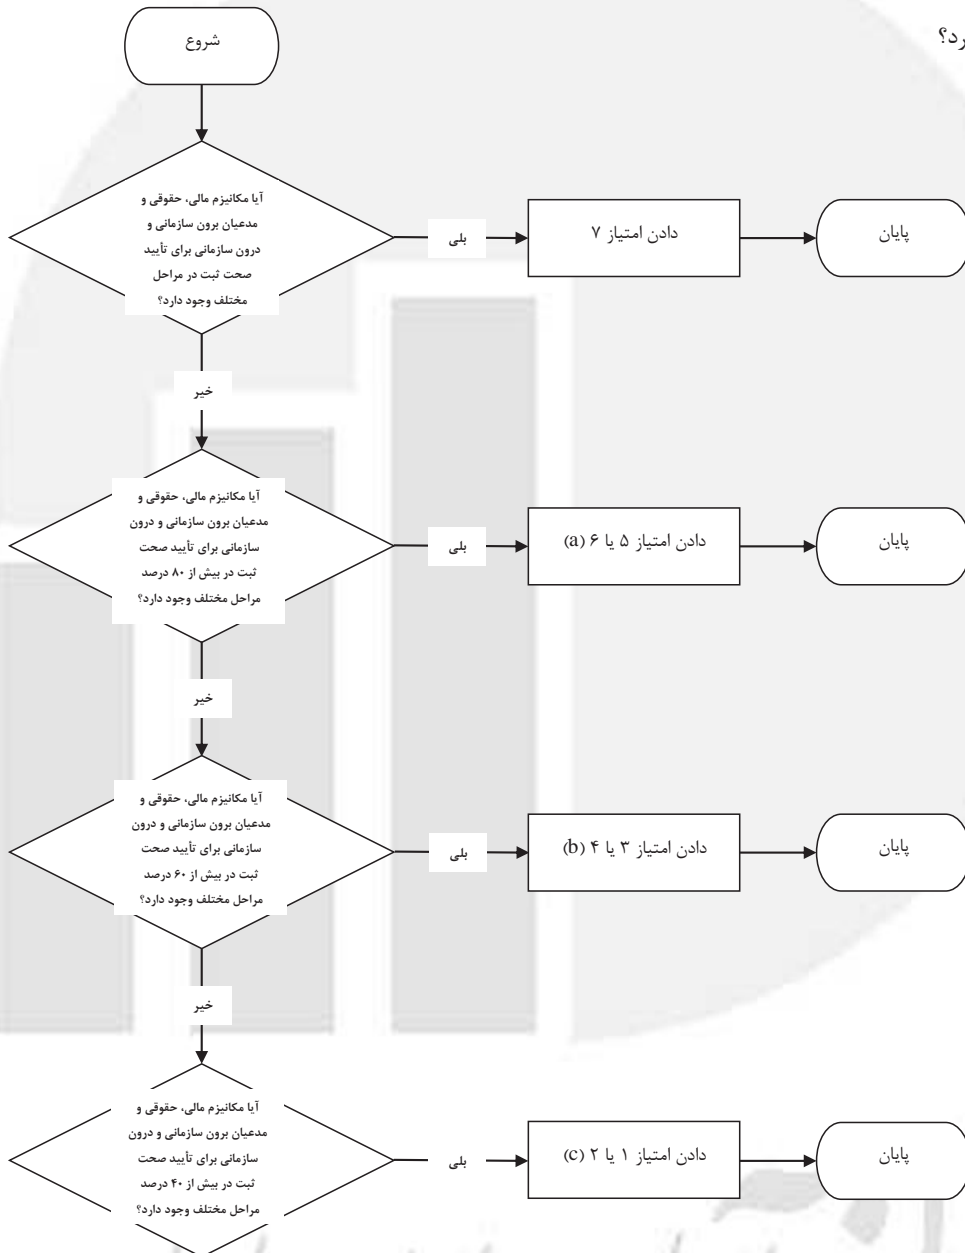 رد؟
شروع
آیا مکانیزم مالی، حقوقی و
مدعیان برون سازمانی و
درون سازمانی برای تأیید
صحت ثبت در مراحل
مختلف وجود دارد؟
بلی
دادن امتیاز ۷
پایان
خیر
آیا مکانیزم مالی، حقوقی و
مدعیان برون سازمانی و درون
سازمانی برای تأیید صحت
ثبت در بیش از ۸۰ درصد
مراحل مختلف وجود دارد؟
بلی
دادن امتیاز ۵ یا ۶ (a)
پایان
خیر
آیا مکانیزم مالی، حقوقی و
مدعیان برون سازمانی و درون
سازمانی برای تأیید صحت
ثبت در بیش از ۶۰ درصد
مراحل مختلف وجود دارد؟
بلی
دادن امتیاز ۳ یا ۴ (b)
پایان
خیر
آیا مکانیزم مالی، حقوقی و
مدعیان برون سازمانی و درون
سازمانی برای تأیید صحت
ثبت در بیش از ۴۰ درصد
مراحل مختلف وجود دارد؟
بلی
دادن امتیاز ۱ یا ۲ (c)
پایان